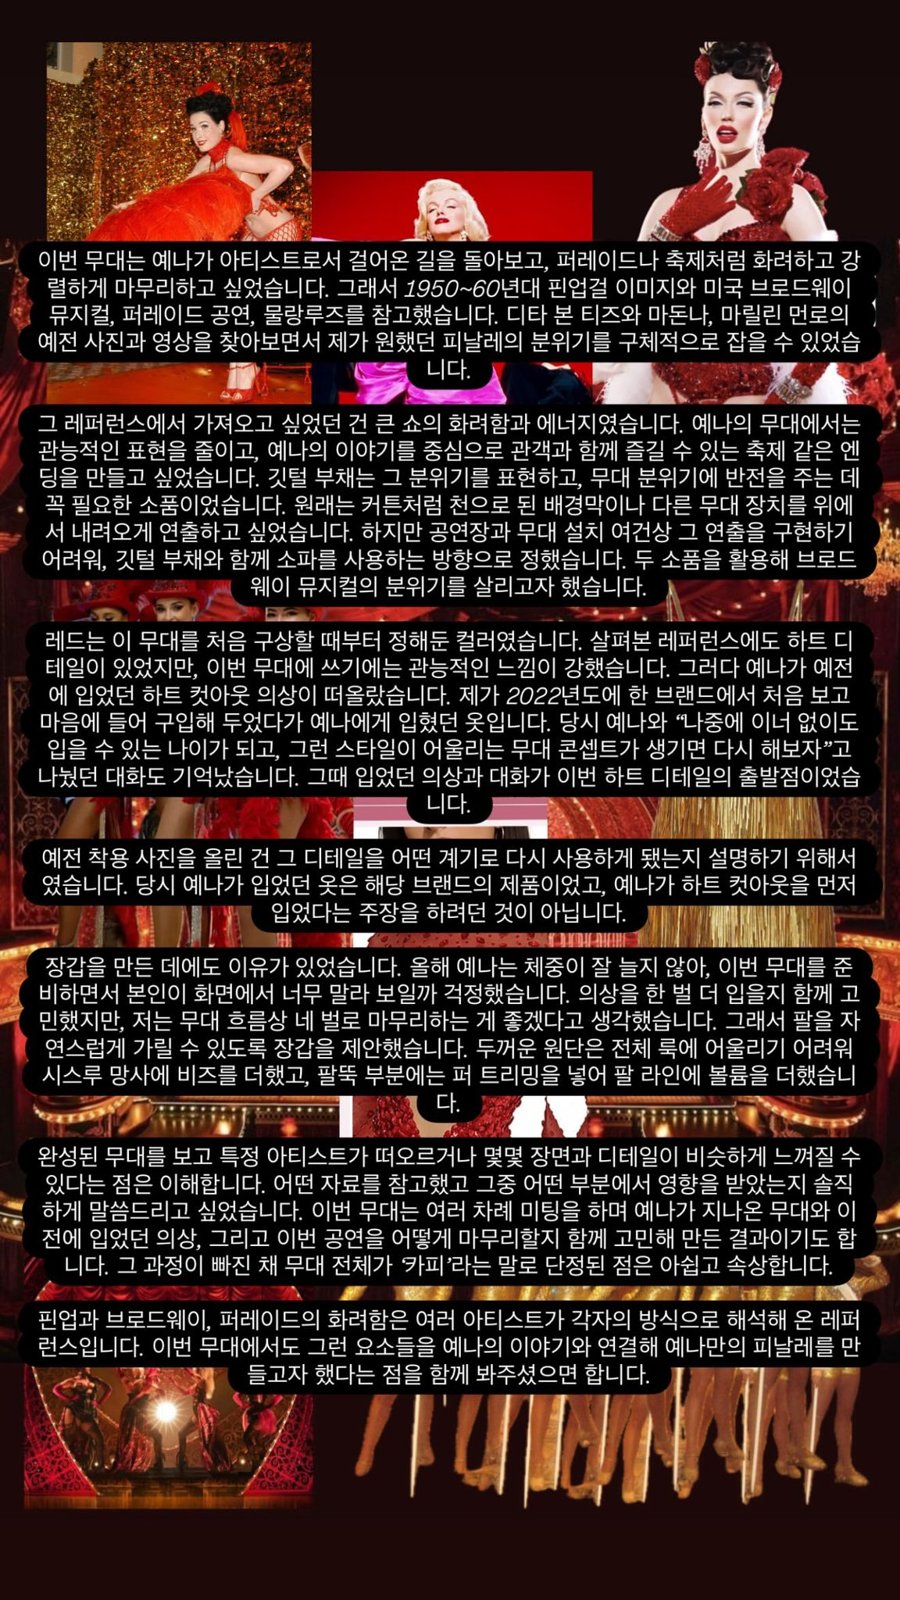 이번 무대는 예나가 아티스트로서 걸어온 길을 돌아보고, 퍼레이드나 축제처럼 화려하고 강
렬하게 마무리하고 싶었습니다. 그래서 1950~60년대 핀업걸 이미지와 미국 브로드웨이
뮤지컬, 퍼레이드 공연, 물랑루즈를 참고했습니다. 디타 본 티즈와 마돈나, 마릴린 먼로의
예전 사진과 영상을 찾아보면서 제가 원했던 피날레의 분위기를 구체적으로 잡을 수 있었습
니다.
그 레퍼런스에서 가져오고 싶었던 건 큰 쇼의 화려함과 에너지였습니다. 예나의 무대에서는
관능적인 표현을 줄이고, 예나의 이야기를 중심으로 관객과 함께 즐길 수 있는 축제 같은 엔
딩을 만들고 싶었습니다. 깃털 부채는 그 분위기를 표현하고, 무대 분위기에 반전을 주는 데
꼭 필요한 소품이었습니다. 원래는 커튼처럼 천으로 된 배경막이나 다른 무대 장치를 위에
서 내려오게 연출하고 싶었습니다. 하지만 공연장과 무대 설치 여건상 그 연출을 구현하기
어려워, 깃털 부채와 함께 소파를 사용하는 방향으로 정했습니다. 두 소품을 활용해 브로드
웨이 뮤지컬의 분위기를 살리고자 했습니다.
레드는 이 무대를 처음 구상할 때부터 정해둔 컬러였습니다. 살펴본 레퍼런스에도 하트 디
테일이 있었지만, 이번 무대에 쓰기에는 관능적인 느낌이 강했습니다. 그러다 예나가 예전
에 입었던 하트 컷아웃 의상이 떠올랐습니다. 제가 2022년도에 한 브랜드에서 처음 보고
마음에 들어 구입해 두었다가 예나에게 입혔던 옷입니다. 당시 예나와 “나중에 이너 없이도
입을 수 있는 나이가 되고, 그런 스타일이 어울리는 무대 콘셉트가 생기면 다시 해보자”고
나눴던 대화도 기억났습니다. 그때 입었던 의상과 대화가 이번 하트 디테일의 출발점이었습
니다.
예전 착용 사진을 올린 건 그 디테일을 어떤 계기로 다시 사용하게 됐는지 설명하기 위해서
였습니다. 당시 예나가 입었던 옷은 해당 브랜드의 제품이었고, 예나가 하트 컷아웃을 먼저
입었다는 주장을 하려던 것이 아닙니다.
장갑을 만든 데에도 이유가 있었습니다. 올해 예나는 체중이 잘 늘지 않아, 이번 무대를 준
비하면서 본인이 화면에서 너무 말라 보일까 걱정했습니다. 의상을 한 벌 더 입을지 함께 고
민했지만, 저는 무대 흐름상 네 벌로 마무리하는 게 좋겠다고 생각했습니다. 그래서 팔을 자
연스럽게 가릴 수 있도록 장갑을 제안했습니다. 두꺼운 원단은 전체 룩에 어울리기 어려워
시스루 망사에 비즈를 더했고, 팔뚝 부분에는 퍼 트리밍을 넣어 팔 라인에 볼륨을 더했습니
다.
완성된 무대를 보고 특정 아티스트가 떠오르거나 몇몇 장면과 디테일이 비슷하게 느껴질 수
있다는 점은 이해합니다. 어떤 자료를 참고했고 그중 어떤 부분에서 영향을 받았는지 솔직
하게 말씀드리고 싶었습니다. 이번 무대는 여러 차례 미팅을 하며 예나가 지나온 무대와 이
전에 입었던 의상, 그리고 이번 공연을 어떻게 마무리할지 함께 고민해 만든 결과이기도 합
니다. 그 과정이 빠진 채 무대 전체가 ‘카피’라는 말로 단정된 점은 아쉽고 속상합니다.
핀업과 브로드웨이, 퍼레이드의 화려함은 여러 아티스트가 각자의 방식으로 해석해 온 레퍼
런스입니다. 이번 무대에서도 그런 요소들을 예나의 이야기와 연결해 예나만의 피날레를 만
들고자 했다는 점을 함께 봐주셨으면 합니다.